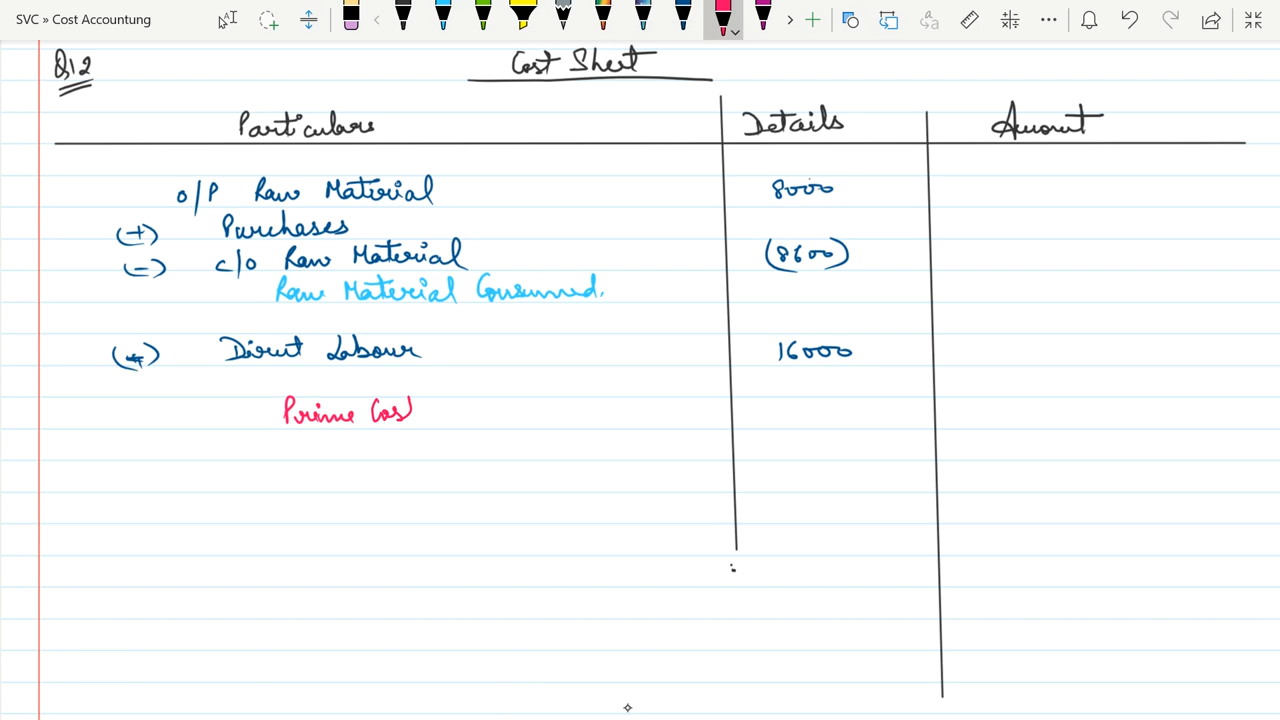 SVC » Cost Accountung
Q12
Cost Sheet
Particulars Details Amount
O/P Raw Material 8000
(+) Purchases
(-) C/O Raw Material (8600)
Raw Material Consumed.
(+) Direct Labour 16000
Prime Cost